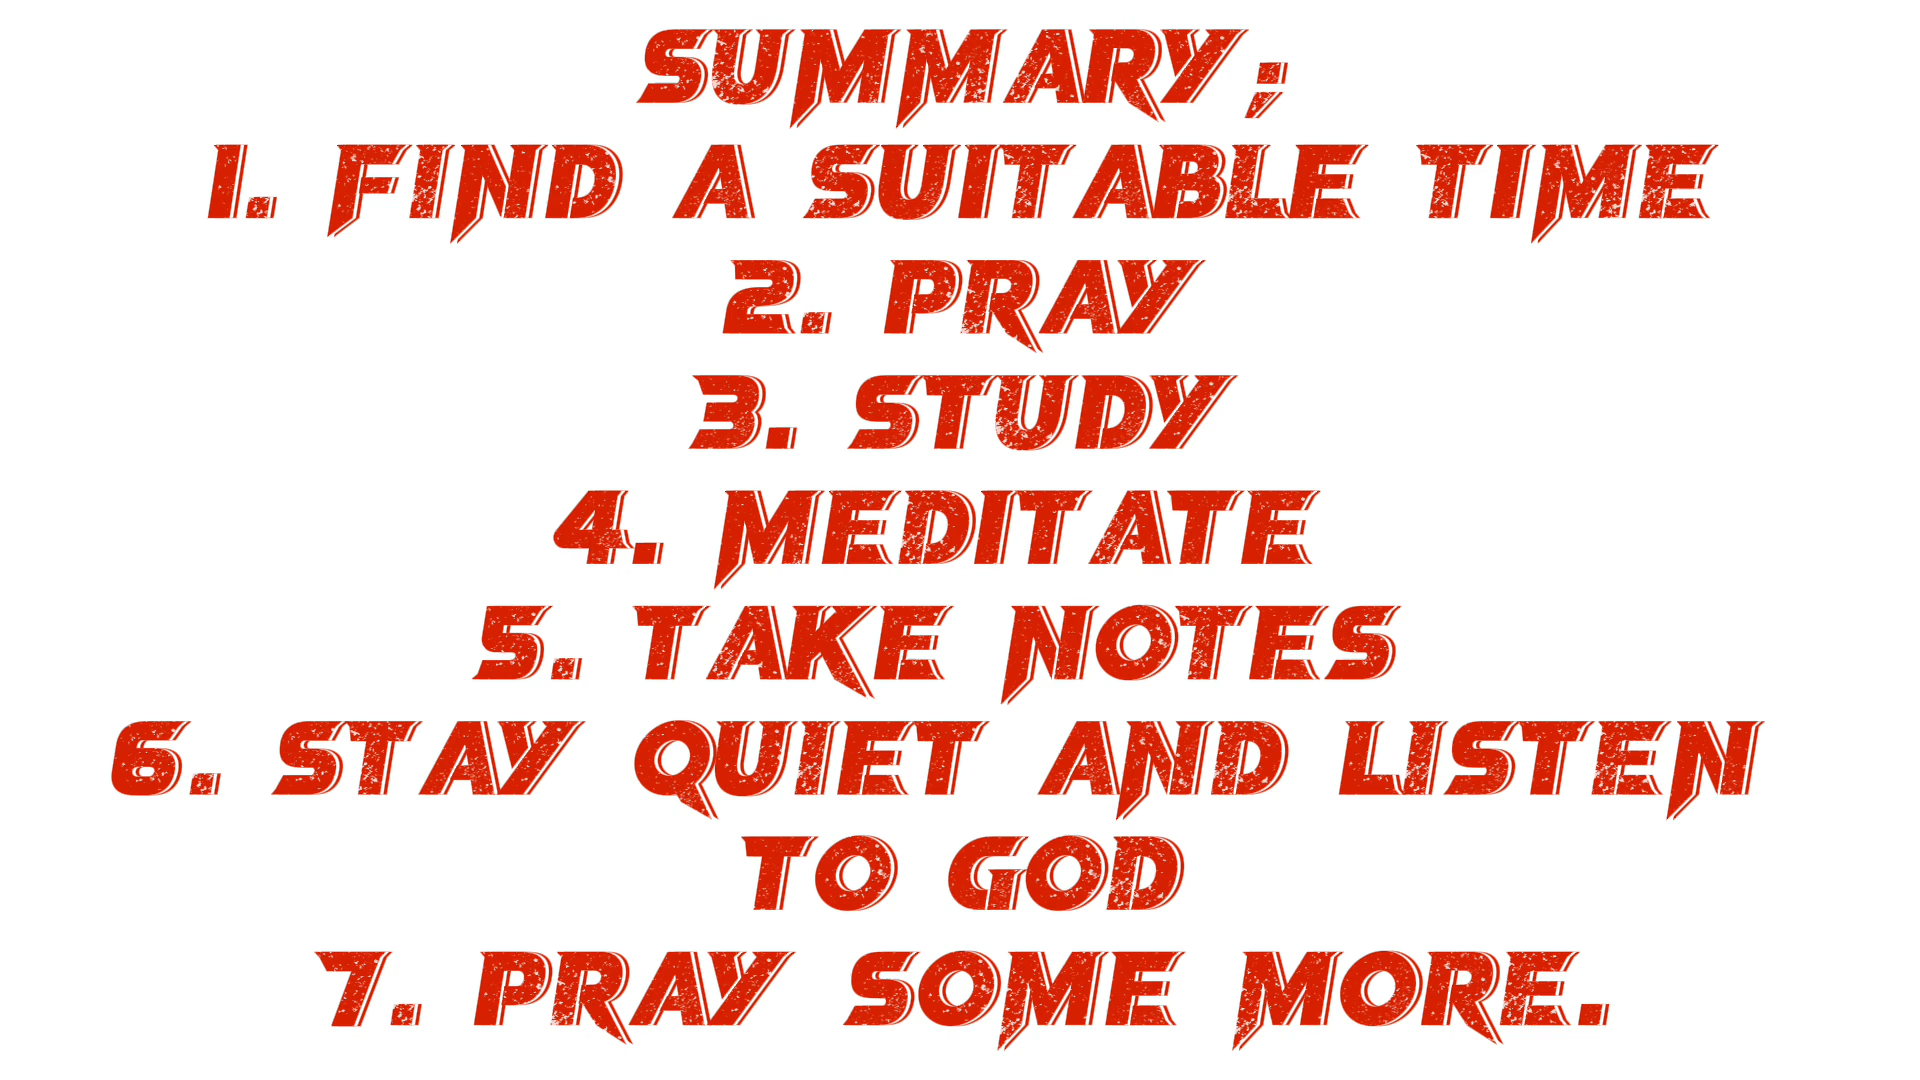 SUMMARY;
1. FIND A SUITABLE TIME
2. PRAY
3. STUDY
4. MEDITATE
5. TAKE NOTES
6. STAY QUIET AND LISTEN
TO GOD
7. PRAY SOME MORE.